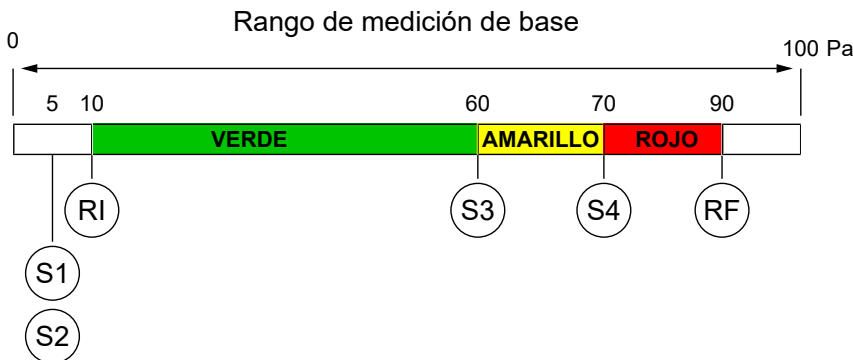 Rango de medición de base
0
100 Pa
5 10 60 70 90
VERDE AMARILLO ROJO
RI S3 S4 RF
S1
S2